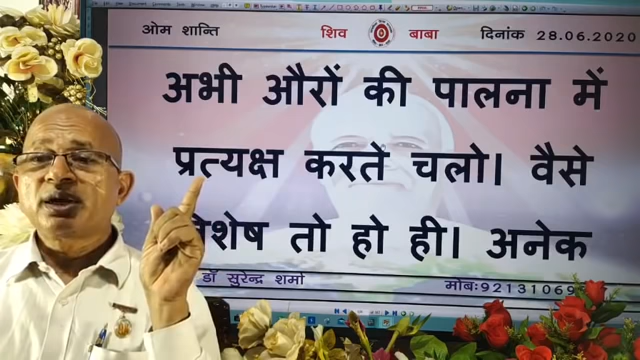 ओम शान्ति शिव बाबा दिनांक 28.06.2020
अभी औरों की पालना में
प्रत्यक्ष करते चलो। वैसे
तो हो ही। अनेक
डॉ सुरेन्द्र शर्मा